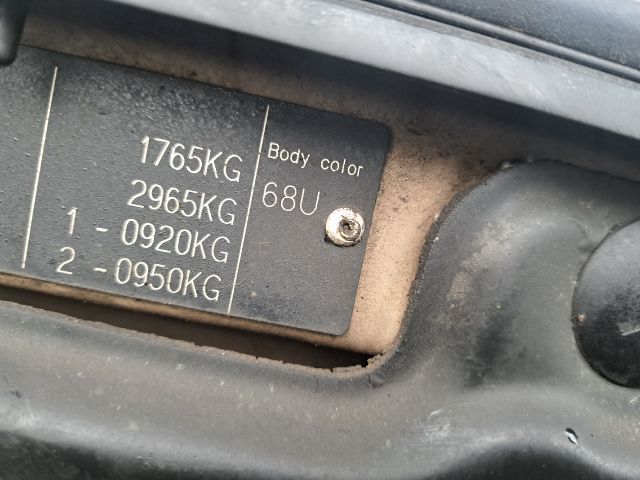 1765KG
2965KG
1 - 0920KG
2 - 0950KG
Body color
68U